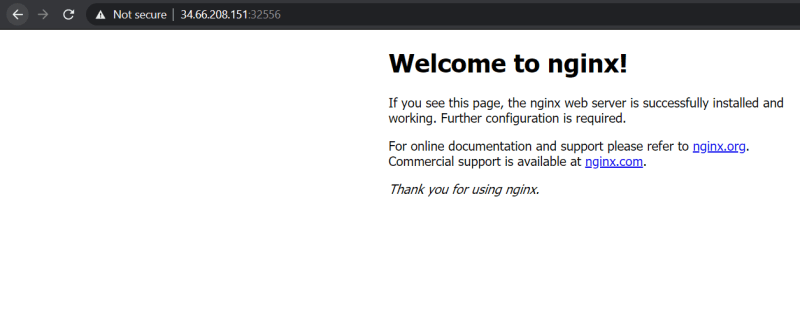 Not secure | 34.66.208.151:32556
Welcome to nginx!
If you see this page, the nginx web server is successfully installed and
working. Further configuration is required.
For online documentation and support please refer to nginx.org.
Commercial support is available at nginx.com.
Thank you for using nginx.